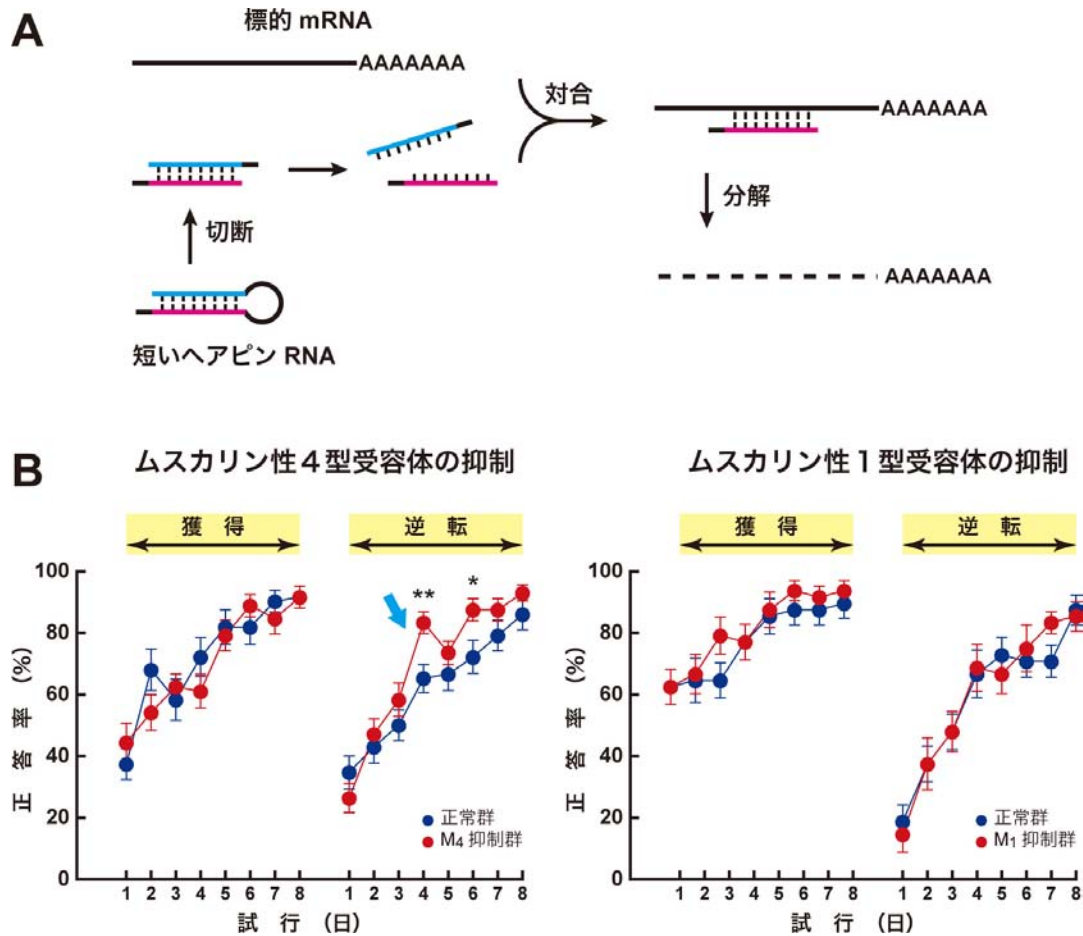 A
標的 mRNA
AAAAAAA
対合
AAAAAAA
切断
分解
AAAAAAA
短いヘアピン RNA
B
ムスカリン性4型受容体の抑制
獲 得
逆 転
100
80
60
40
20
0
正 答 率 (%)
**
*
正常群
M4 抑制群
1 2 3 4 5 6 7 8
1 2 3 4 5 6 7 8
試 行 (日)
ムスカリン性1型受容体の抑制
獲 得
逆 転
100
80
60
40
20
0
正 答 率 (%)
正常群
M1 抑制群
1 2 3 4 5 6 7 8
1 2 3 4 5 6 7 8
試 行 (日)